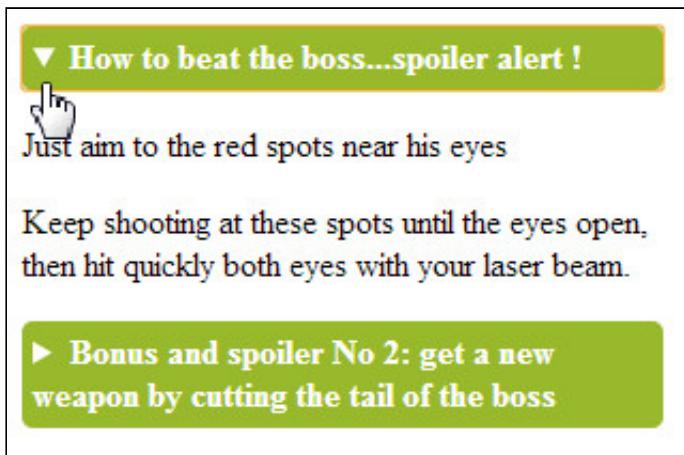 ▼ How to beat the boss...spoiler alert !
Just aim to the red spots near his eyes
Keep shooting at these spots until the eyes open,
then hit quickly both eyes with your laser beam.
► Bonus and spoiler No 2: get a new
weapon by cutting the tail of the boss